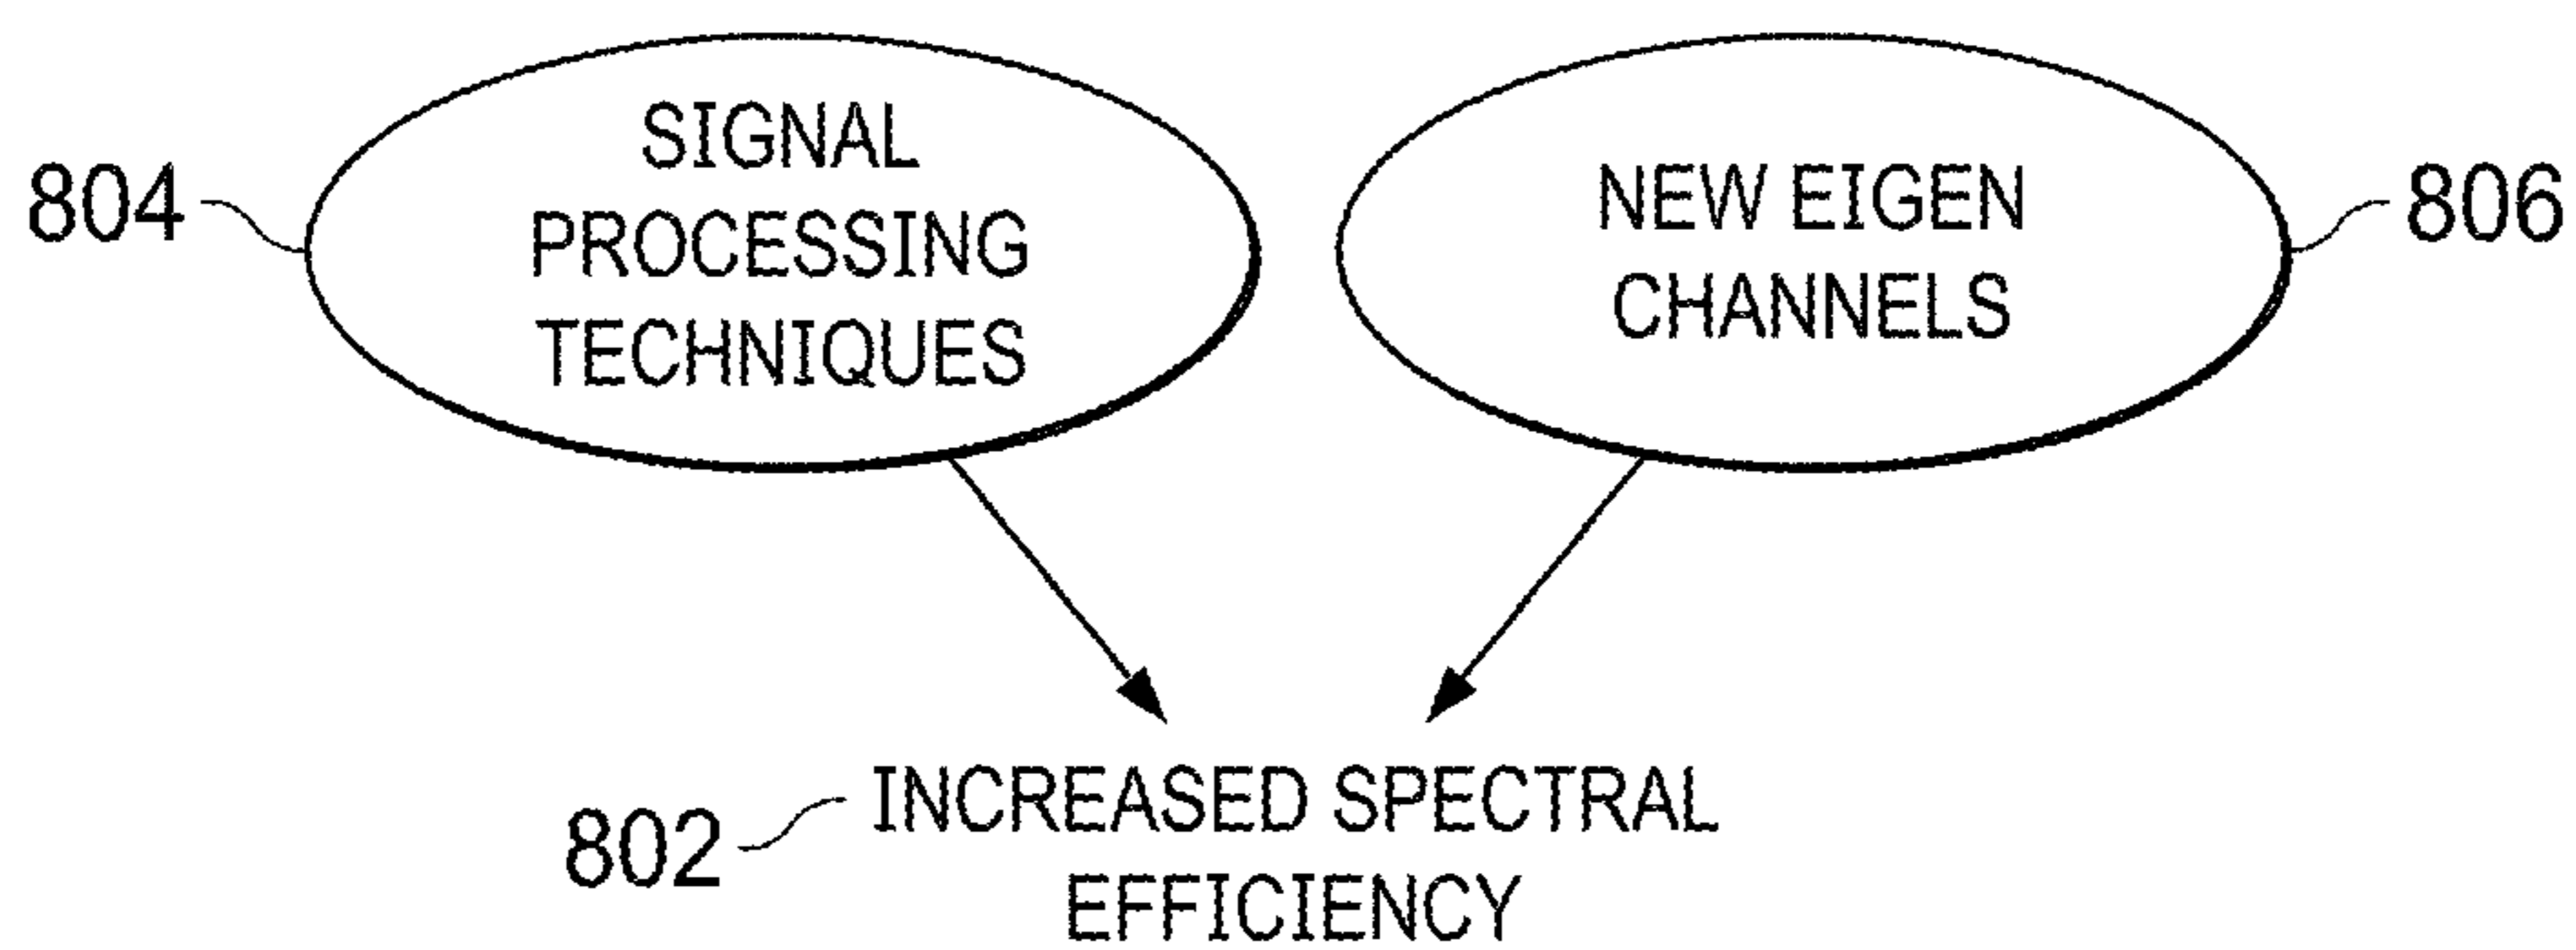 804
SIGNAL
PROCESSING
TECHNIQUES
NEW EIGEN
CHANNELS
806
802
INCREASED SPECTRAL
EFFICIENCY